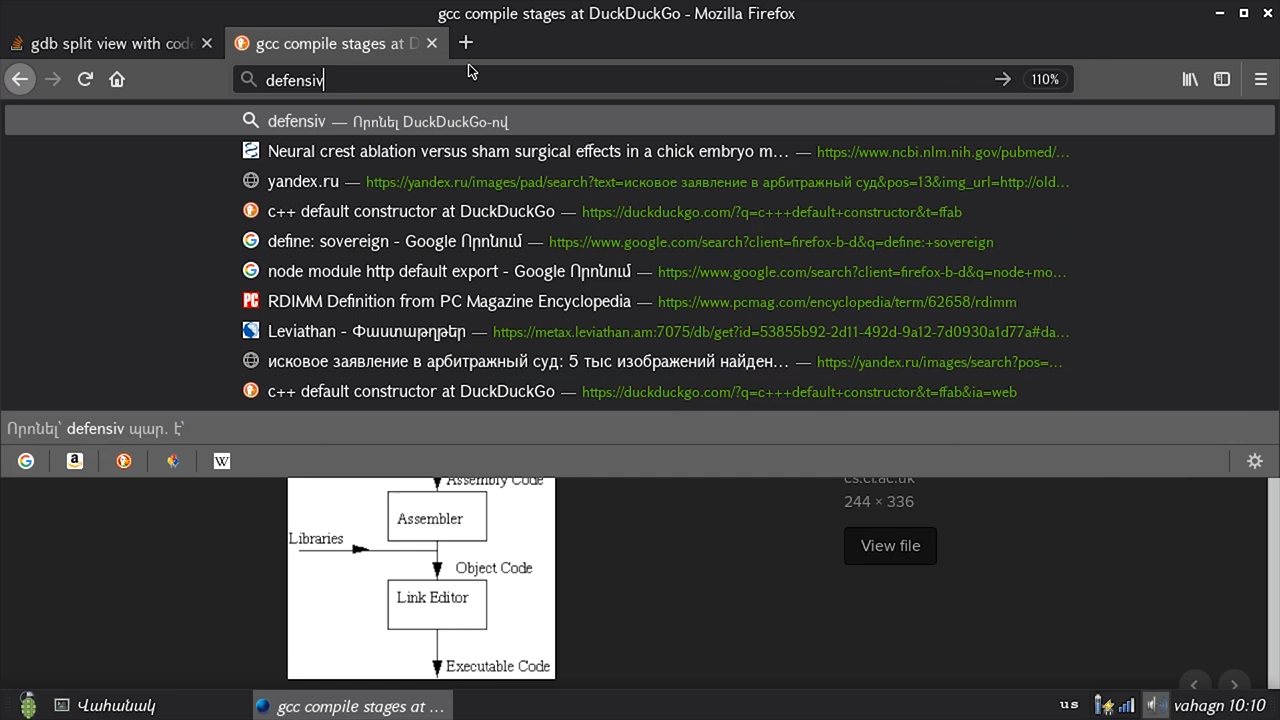 gcc compile stages at DuckDuckGo - Mozilla Firefox
gdb split view with cod
gcc compile stages at D
defensiv
110%
defensiv — Որոնել DuckDuckGo-ով
Neural crest ablation versus sham surgical effects in a chick embryo m… — https://www.ncbi.nlm.nih.gov/pubmed/…
yandex.ru — https://yandex.ru/images/pad/search?text=исковое заявление в арбитражный суд&pos=13&img_url=http://old…
c++ default constructor at DuckDuckGo — https://duckduckgo.com/?q=c+++default+constructor&t=ffab
define: sovereign - Google Որոնում — https://www.google.com/search?client=firefox-b-d&q=define:+sovereign
node module http default export - Google Որոնում — https://www.google.com/search?client=firefox-b-d&q=node+mo…
RDIMM Definition from PC Magazine Encyclopedia — https://www.pcmag.com/encyclopedia/term/62658/rdimm
Leviathan - Փաստաթղթեր — https://metax.leviathan.am:7075/db/get?id=53855b92-2d11-492d-9a12-7d0930a1d77a#da…
исковое заявление в арбитражный суд: 5 тыс изображений найден… — https://yandex.ru/images/search?pos=…
c++ default constructor at DuckDuckGo — https://duckduckgo.com/?q=c+++default+constructor&t=ffab&ia=web
Որոնել՝ defensiv պար. է՝
W
Assembly Code
cs.cf.ac.uk
244 × 336
Assembler
Libraries
View file
Object Code
Link Editor
Executable Code
Վահանակ
gcc compile stages at …
us
vahagn 10:10